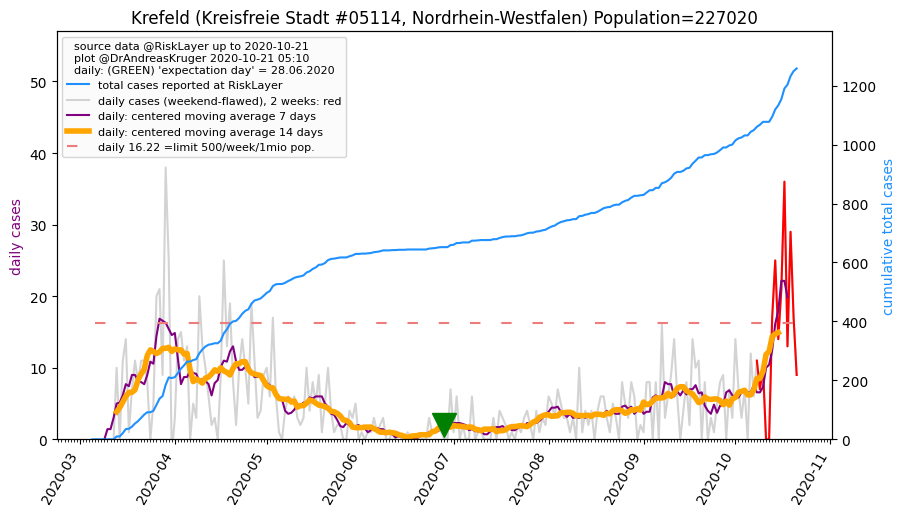 Krefeld (Kreisfreie Stadt #05114, Nordrhein-Westfalen) Population=227020
source data @RiskLayer up to 2020-10-21
plot @DrAndreasKruger 2020-10-21 05:10
daily: (GREEN) 'expectation day' = 28.06.2020
total cases reported at RiskLayer
daily cases (weekend-flawed), 2 weeks: red
daily: centered moving average 7 days
daily: centered moving average 14 days
daily 16.22 =limit 500/week/1mio pop.
daily cases
50
40
30
20
10
0
cumulative total cases
1200
1000
800
600
400
200
0
2020-03
2020-04
2020-05
2020-06
2020-07
2020-08
2020-09
2020-10
2020-11